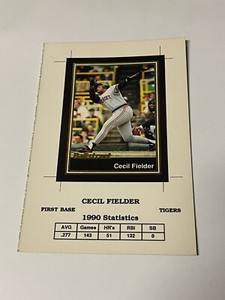 Cecil Fielder
CECIL FIELDER
FIRST BASE TIGERS
1990 Statistics
AVG Games HR's RBI SB
.277 143 51 132 0